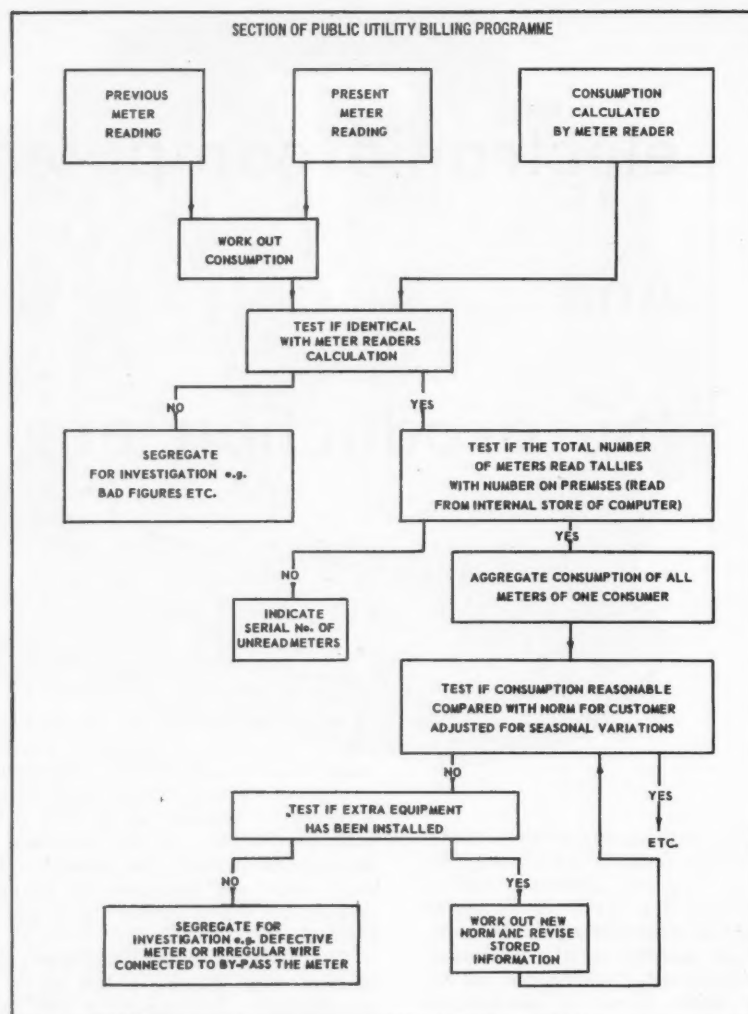 SECTION OF PUBLIC UTILITY BILLING PROGRAMME
PREVIOUS
METER
READING
PRESENT
METER
READING
CONSUMPTION
CALCULATED
BY METER READER
WORK OUT
CONSUMPTION
TEST IF IDENTICAL
WITH METER READERS
CALCULATION
NO
YES
SEGREGATE
FOR INVESTIGATION e.g.
BAD FIGURES ETC.
TEST IF THE TOTAL NUMBER
OF METERS READ TALLIES
WITH NUMBER ON PREMISES (READ
FROM INTERNAL STORE OF COMPUTER)
NO
YES
INDICATE
SERIAL No. OF
UNREAD METERS
AGGREGATE CONSUMPTION OF ALL
METERS OF ONE CONSUMER
TEST IF CONSUMPTION REASONABLE
COMPARED WITH NORM FOR CUSTOMER
ADJUSTED FOR SEASONAL VARIATIONS
NO
YES
ETC.
TEST IF EXTRA EQUIPMENT
HAS BEEN INSTALLED
NO
YES
SEGREGATE FOR
INVESTIGATION e.g. DEFECTIVE
METER OR IRREGULAR WIRE
CONNECTED TO BY-PASS THE METER
WORK OUT NEW
NORM AND REVISE
STORED
INFORMATION